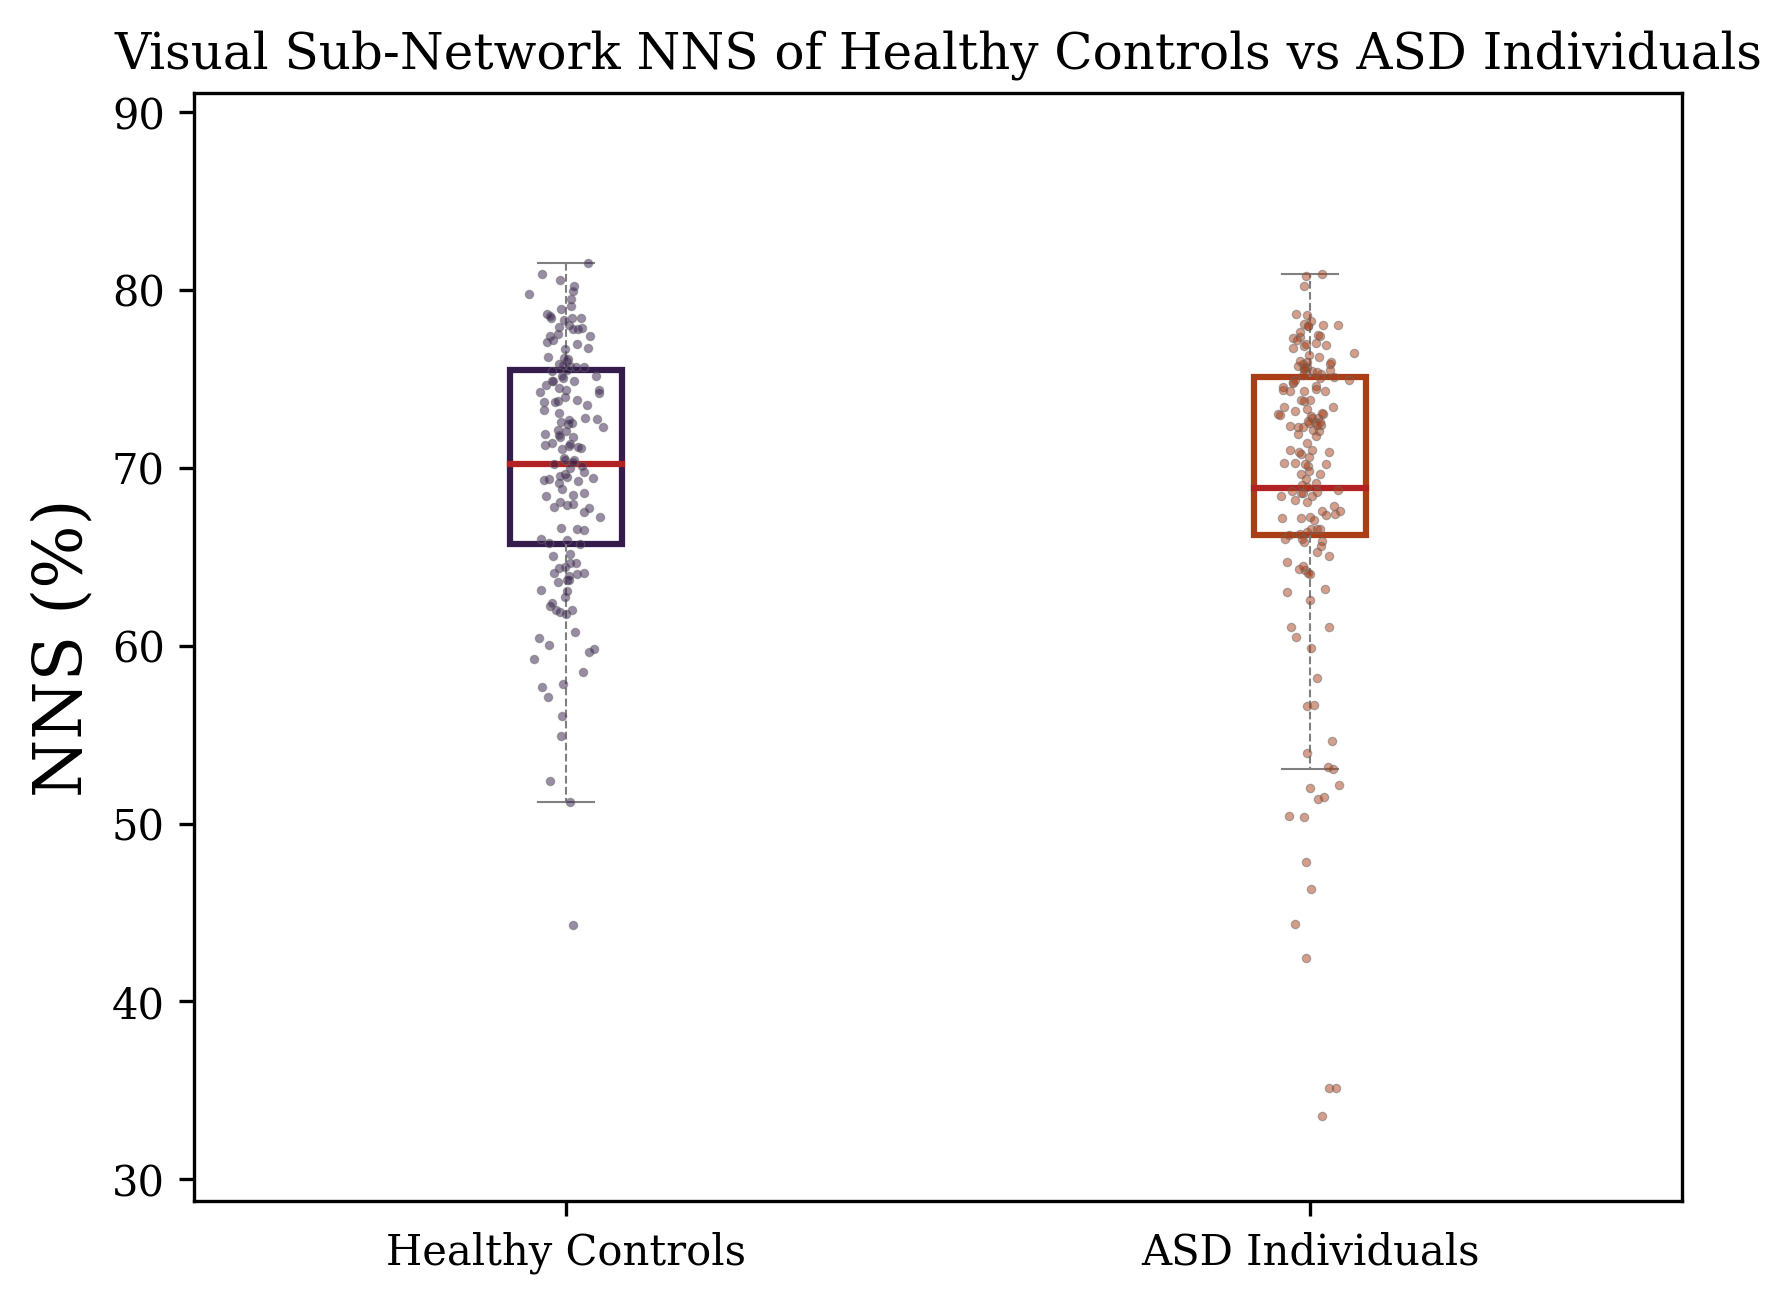 Visual Sub-Network NNS of Healthy Controls vs ASD Individuals
NNS (%)
90
80
70
60
50
40
30
Healthy Controls
ASD Individuals